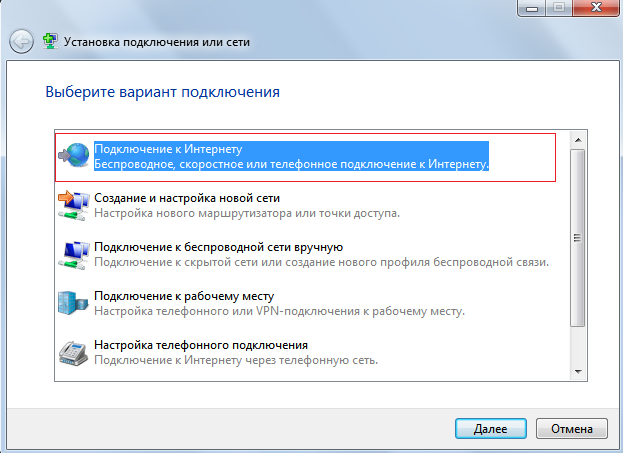 Установка подключения или сети
Выберите вариант подключения
Подключение к Интернету
Беспроводное, скоростное или телефонное подключение к Интернету.
Создание и настройка новой сети
Настройка нового маршрутизатора или точки доступа.
Подключение к беспроводной сети вручную
Подключение к скрытой сети или создание нового профиля беспроводной связи.
Подключение к рабочему месту
Настройка телефонного или VPN-подключения к рабочему месту.
Настройка телефонного подключения
Подключение к Интернету через телефонную сеть.
Далее
Отмена